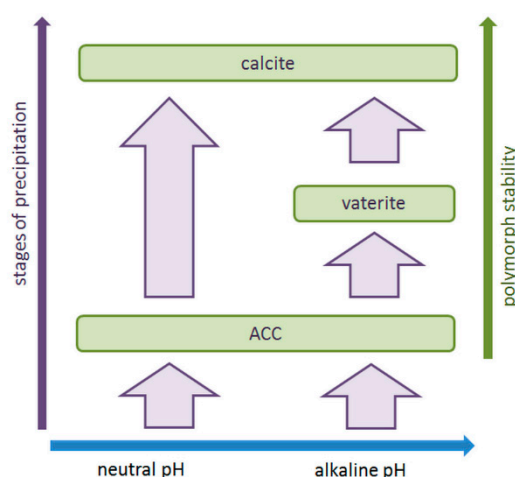 calcite
stages of precipitation
vaterite
polymorph stability
ACC
neutral pH
alkaline pH